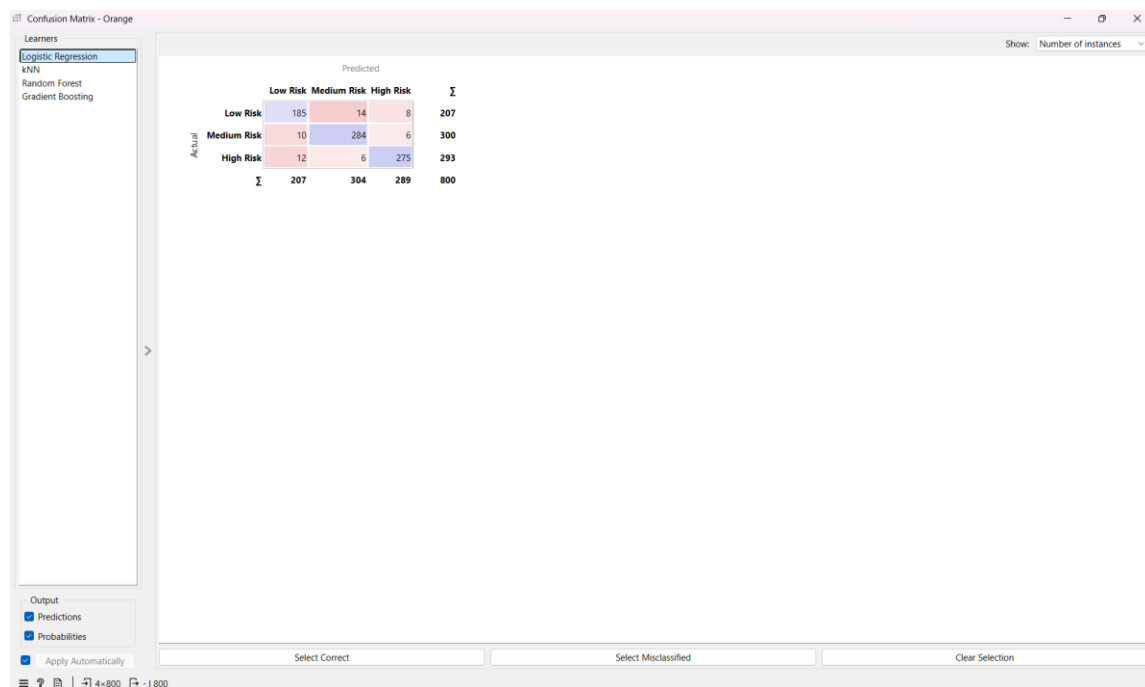 Confusion Matrix - Orange
Learners
Logistic Regression
kNN
Random Forest
Gradient Boosting
Show: Number of instances
Predicted
Low Risk Medium Risk High Risk Σ
Actual
Low Risk 185 14 8 207
Medium Risk 10 284 6 300
High Risk 12 6 275 293
Σ 207 304 289 800
Output
Predictions
Probabilities
Apply Automatically
Select Correct
Select Misclassified
Clear Selection
4×800
- | 800